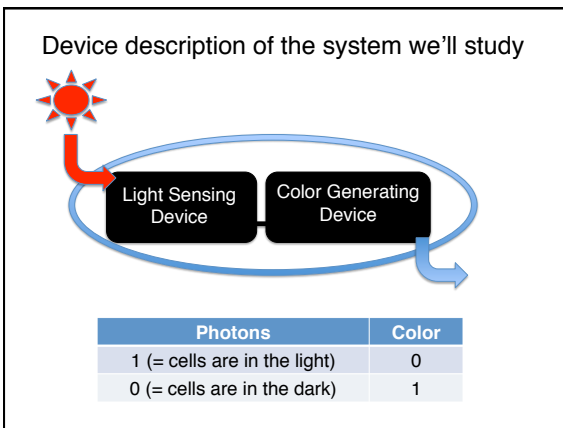 Device description of the system we'll study
Light Sensing
Device
Color Generating
Device
Photons Color
1 (= cells are in the light) 0
0 (= cells are in the dark) 1